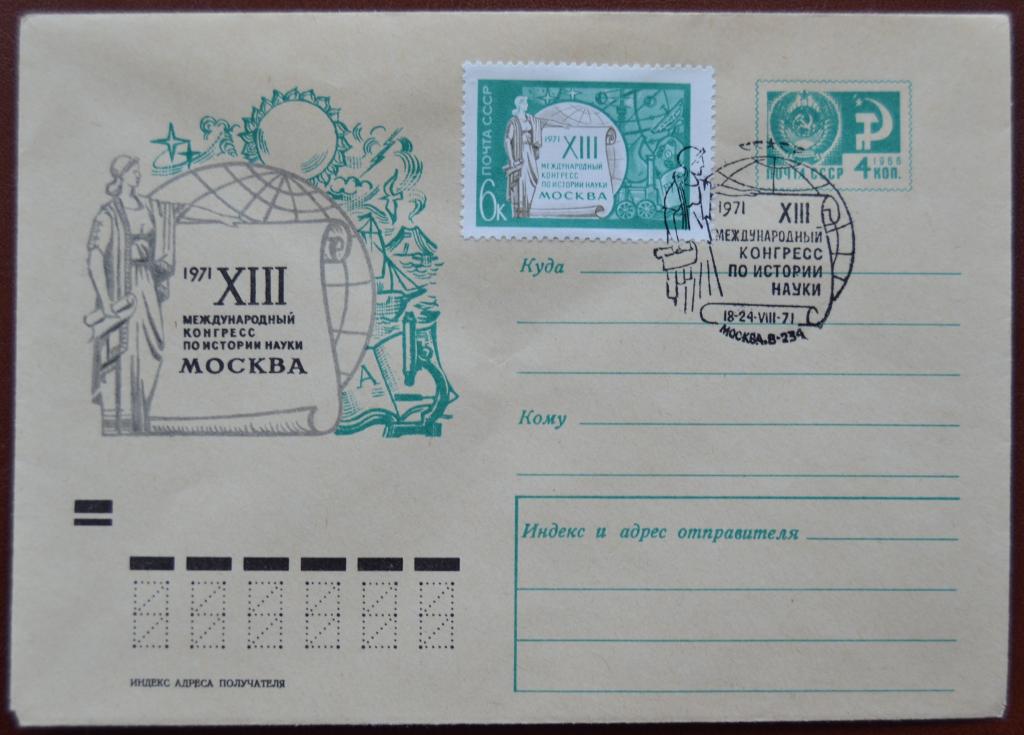 1971 XIII
МЕЖДУНАРОДНЫЙ
КОНГРЕСС
ПО ИСТОРИИ НАУКИ
МОСКВА
А
ПОЧТА СССР
6к
1971 XIII
МЕЖДУНАРОДНЫЙ
КОНГРЕСС
ПО ИСТОРИИ НАУКИ
МОСКВА
1966
ПОЧТА СССР 4 КОП.
1971 XIII
МЕЖДУНАРОДНЫЙ
КОНГРЕСС
ПО ИСТОРИИ
НАУКИ
18-24-VIII-71
МОСКВА, В-234
Куда
Кому
Индекс и адрес отправителя
ИНДЕКС АДРЕСА ПОЛУЧАТЕЛЯ